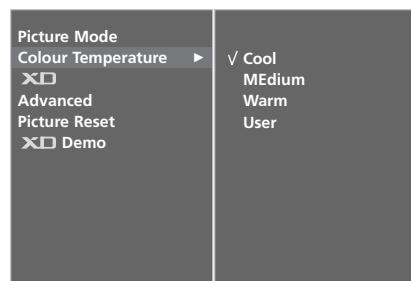 Picture Mode
Colour Temperature ►
XD
Advanced
Picture Reset
XD Demo
√ Cool
MEdium
Warm
User